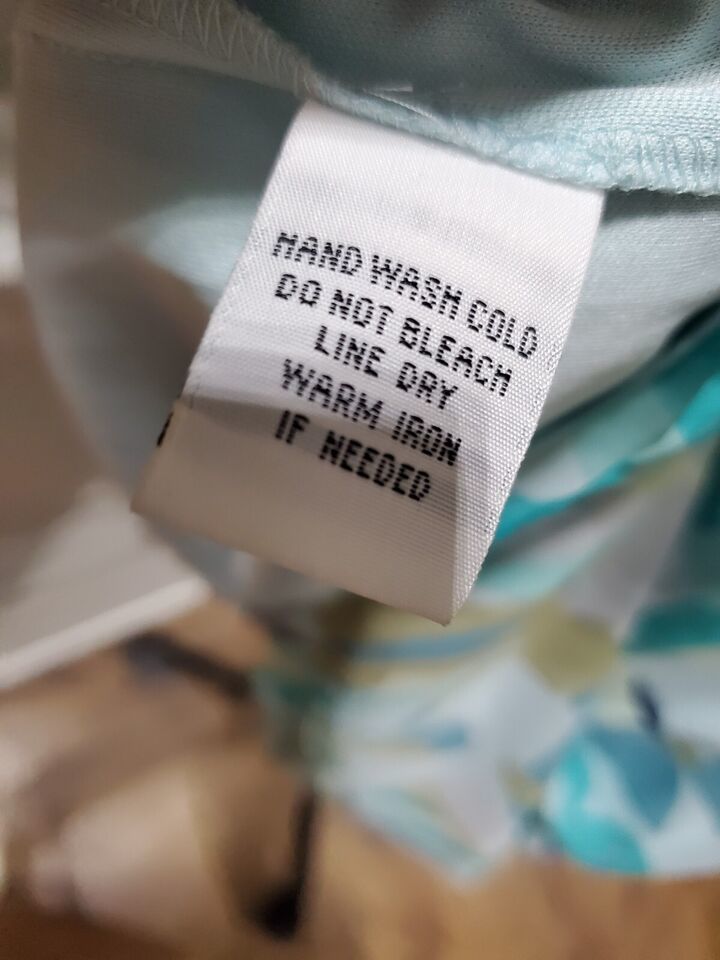 HAND WASH COLD
DO NOT BLEACH
LINE DRY
WARM IRON
IF NEEDED